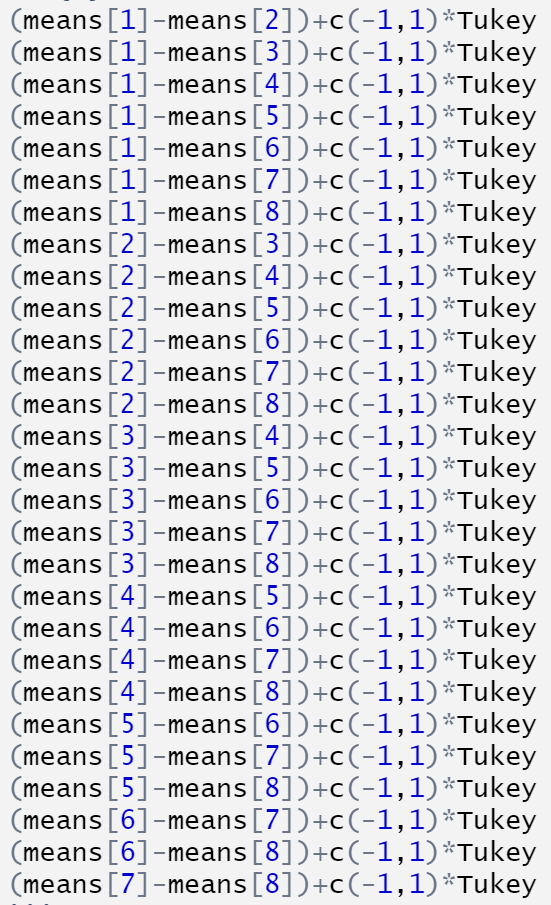 (means[1]-means[2])+c(-1,1)*Tukey
(means[1]-means[3])+c(-1,1)*Tukey
(means[1]-means[4])+c(-1,1)*Tukey
(means[1]-means[5])+c(-1,1)*Tukey
(means[1]-means[6])+c(-1,1)*Tukey
(means[1]-means[7])+c(-1,1)*Tukey
(means[1]-means[8])+c(-1,1)*Tukey
(means[2]-means[3])+c(-1,1)*Tukey
(means[2]-means[4])+c(-1,1)*Tukey
(means[2]-means[5])+c(-1,1)*Tukey
(means[2]-means[6])+c(-1,1)*Tukey
(means[2]-means[7])+c(-1,1)*Tukey
(means[2]-means[8])+c(-1,1)*Tukey
(means[3]-means[4])+c(-1,1)*Tukey
(means[3]-means[5])+c(-1,1)*Tukey
(means[3]-means[6])+c(-1,1)*Tukey
(means[3]-means[7])+c(-1,1)*Tukey
(means[3]-means[8])+c(-1,1)*Tukey
(means[4]-means[5])+c(-1,1)*Tukey
(means[4]-means[6])+c(-1,1)*Tukey
(means[4]-means[7])+c(-1,1)*Tukey
(means[4]-means[8])+c(-1,1)*Tukey
(means[5]-means[6])+c(-1,1)*Tukey
(means[5]-means[7])+c(-1,1)*Tukey
(means[5]-means[8])+c(-1,1)*Tukey
(means[6]-means[7])+c(-1,1)*Tukey
(means[6]-means[8])+c(-1,1)*Tukey
(means[7]-means[8])+c(-1,1)*Tukey